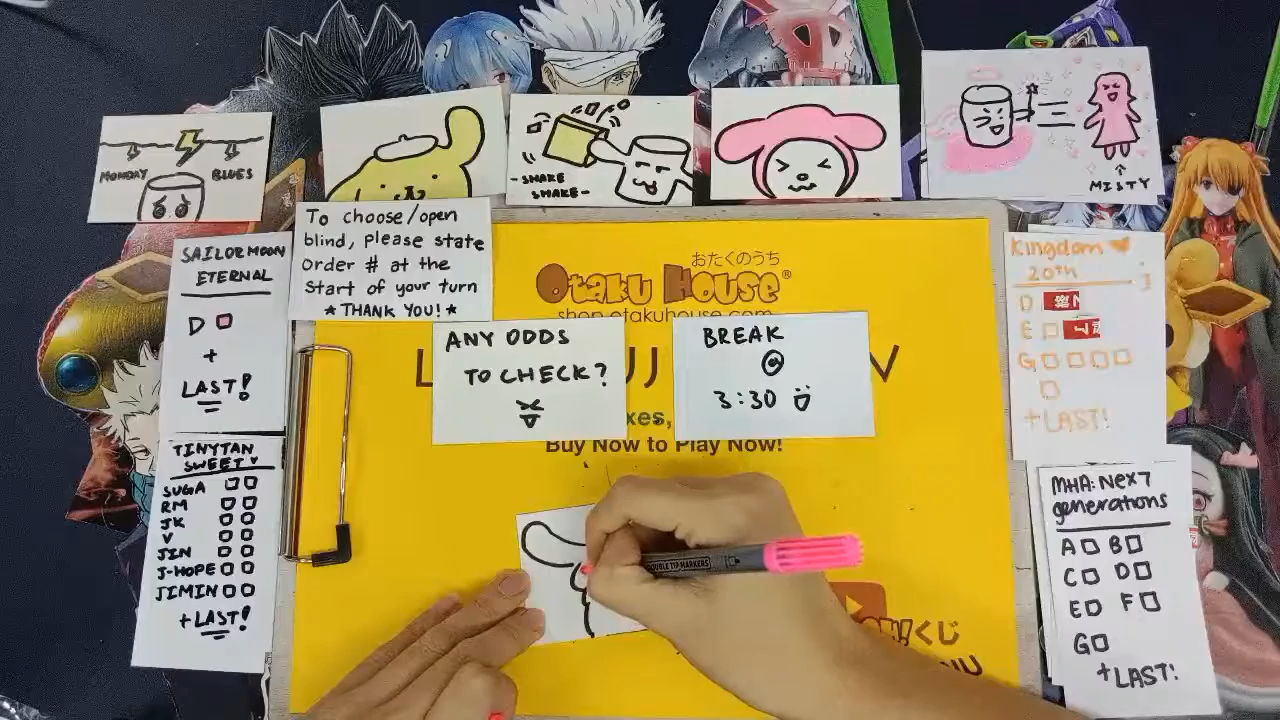 MONDAY BLUES
- SHAKE
SHAKE -
MISTY
SAILORMOON
ETERNAL
D
+
LAST!
TINYTAN
SWEET
SUGA
RM
JK
V
JIN
J-HOPE
JIMIN
+ LAST!
To choose/open
blind, please state
Order # at the
start of your turn
★ THANK YOU! ★
おたくのうち
Otaku House®
shop.otakuhouse.com
ANY ODDS
TO CHECK?
BREAK
@
3:30
Buy Now to Play Now!
DOUBLE TIP MARKERS
くじ
Kingdom
20th
D
E
G
+LAST!
MHA: Next
generations
A B
C D
E F
G
+LAST!